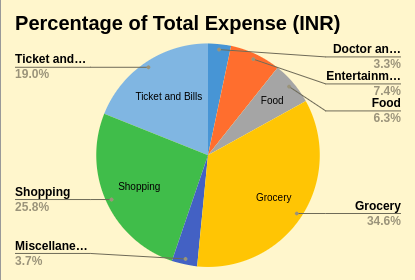 Percentage of Total Expense (INR)
Doctor an…
3.3%
Ticket and…
19.0%
Entertainm…
7.4%
Ticket and Bills
Food
Food
6.3%
Shopping
Shopping
25.8%
Grocery
Grocery
34.6%
Miscellane…
3.7%